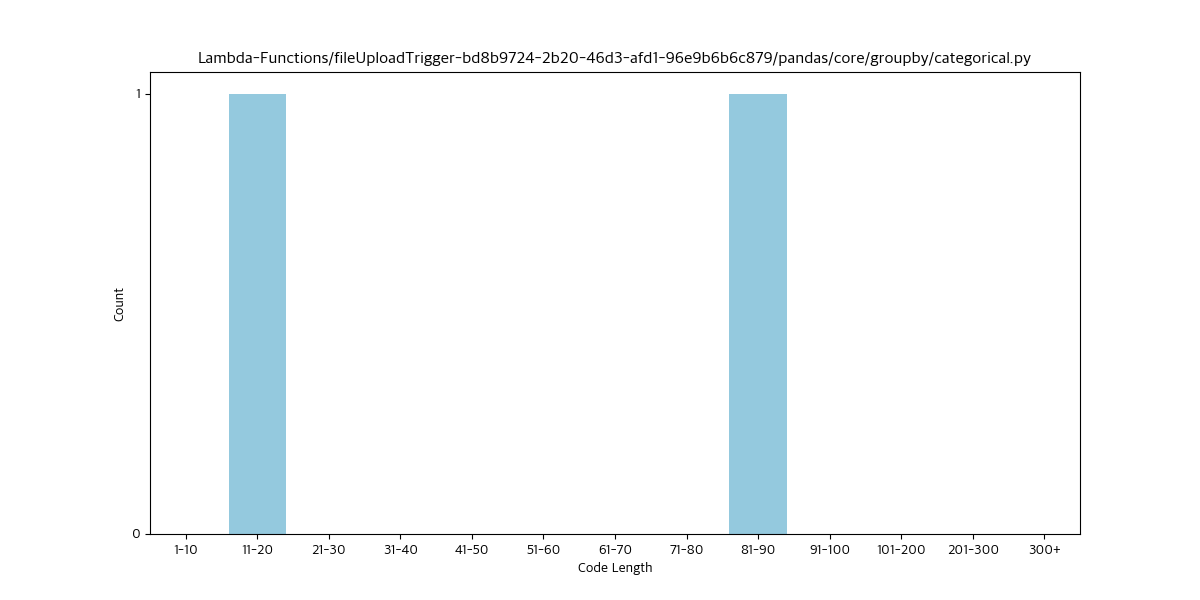 Lambda-Functions/fileUploadTrigger-bd8b9724-2b20-46d3-afd1-96e9b6b6c879/pandas/core/groupby/categorical.py
1
Count
0
1-10 11-20 21-30 31-40 41-50 51-60 61-70 71-80 81-90 91-100 101-200 201-300 300+
Code Length